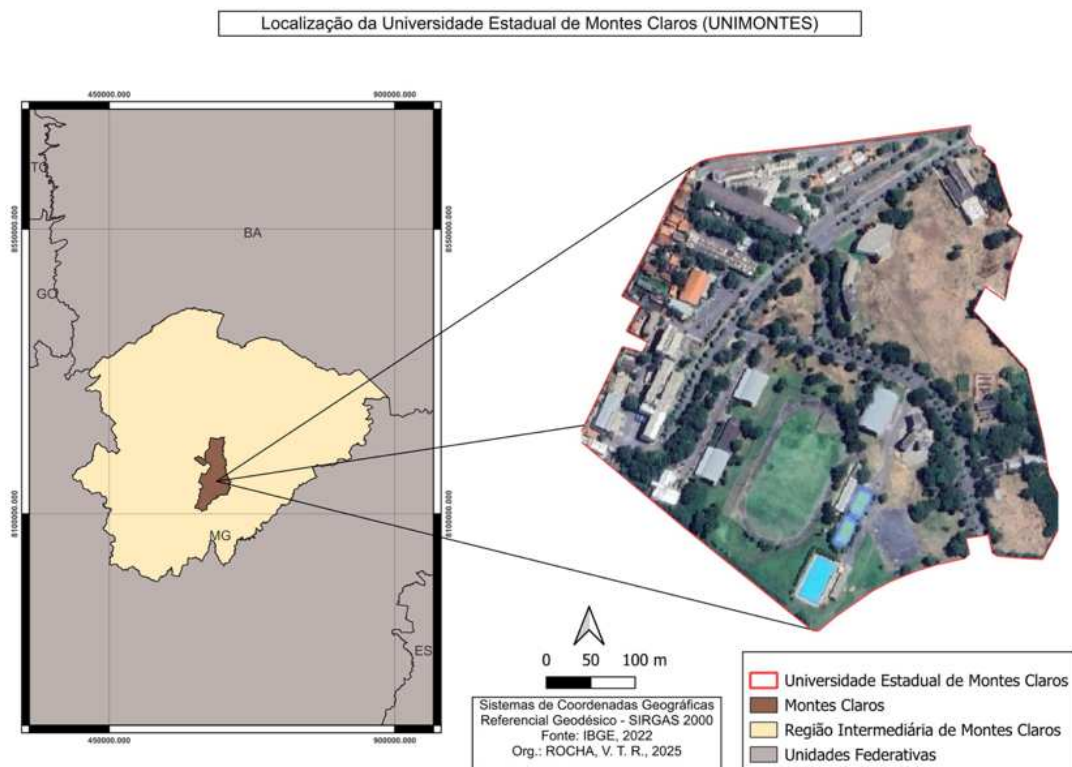 Localização da Universidade Estadual de Montes Claros (UNIMONTES)
450000.000 900000.000
TO
BA
8550000.000 8550000.000
GO
8100000.000 8100000.000
MG
ES
450000.000 900000.000
0 50 100 m
Sistemas de Coordenadas Geográficas
Referencial Geodésico - SIRGAS 2000
Fonte: IBGE, 2022
Org.: ROCHA, V. T. R., 2025
Universidade Estadual de Montes Claros
Montes Claros
Região Intermediária de Montes Claros
Unidades Federativas